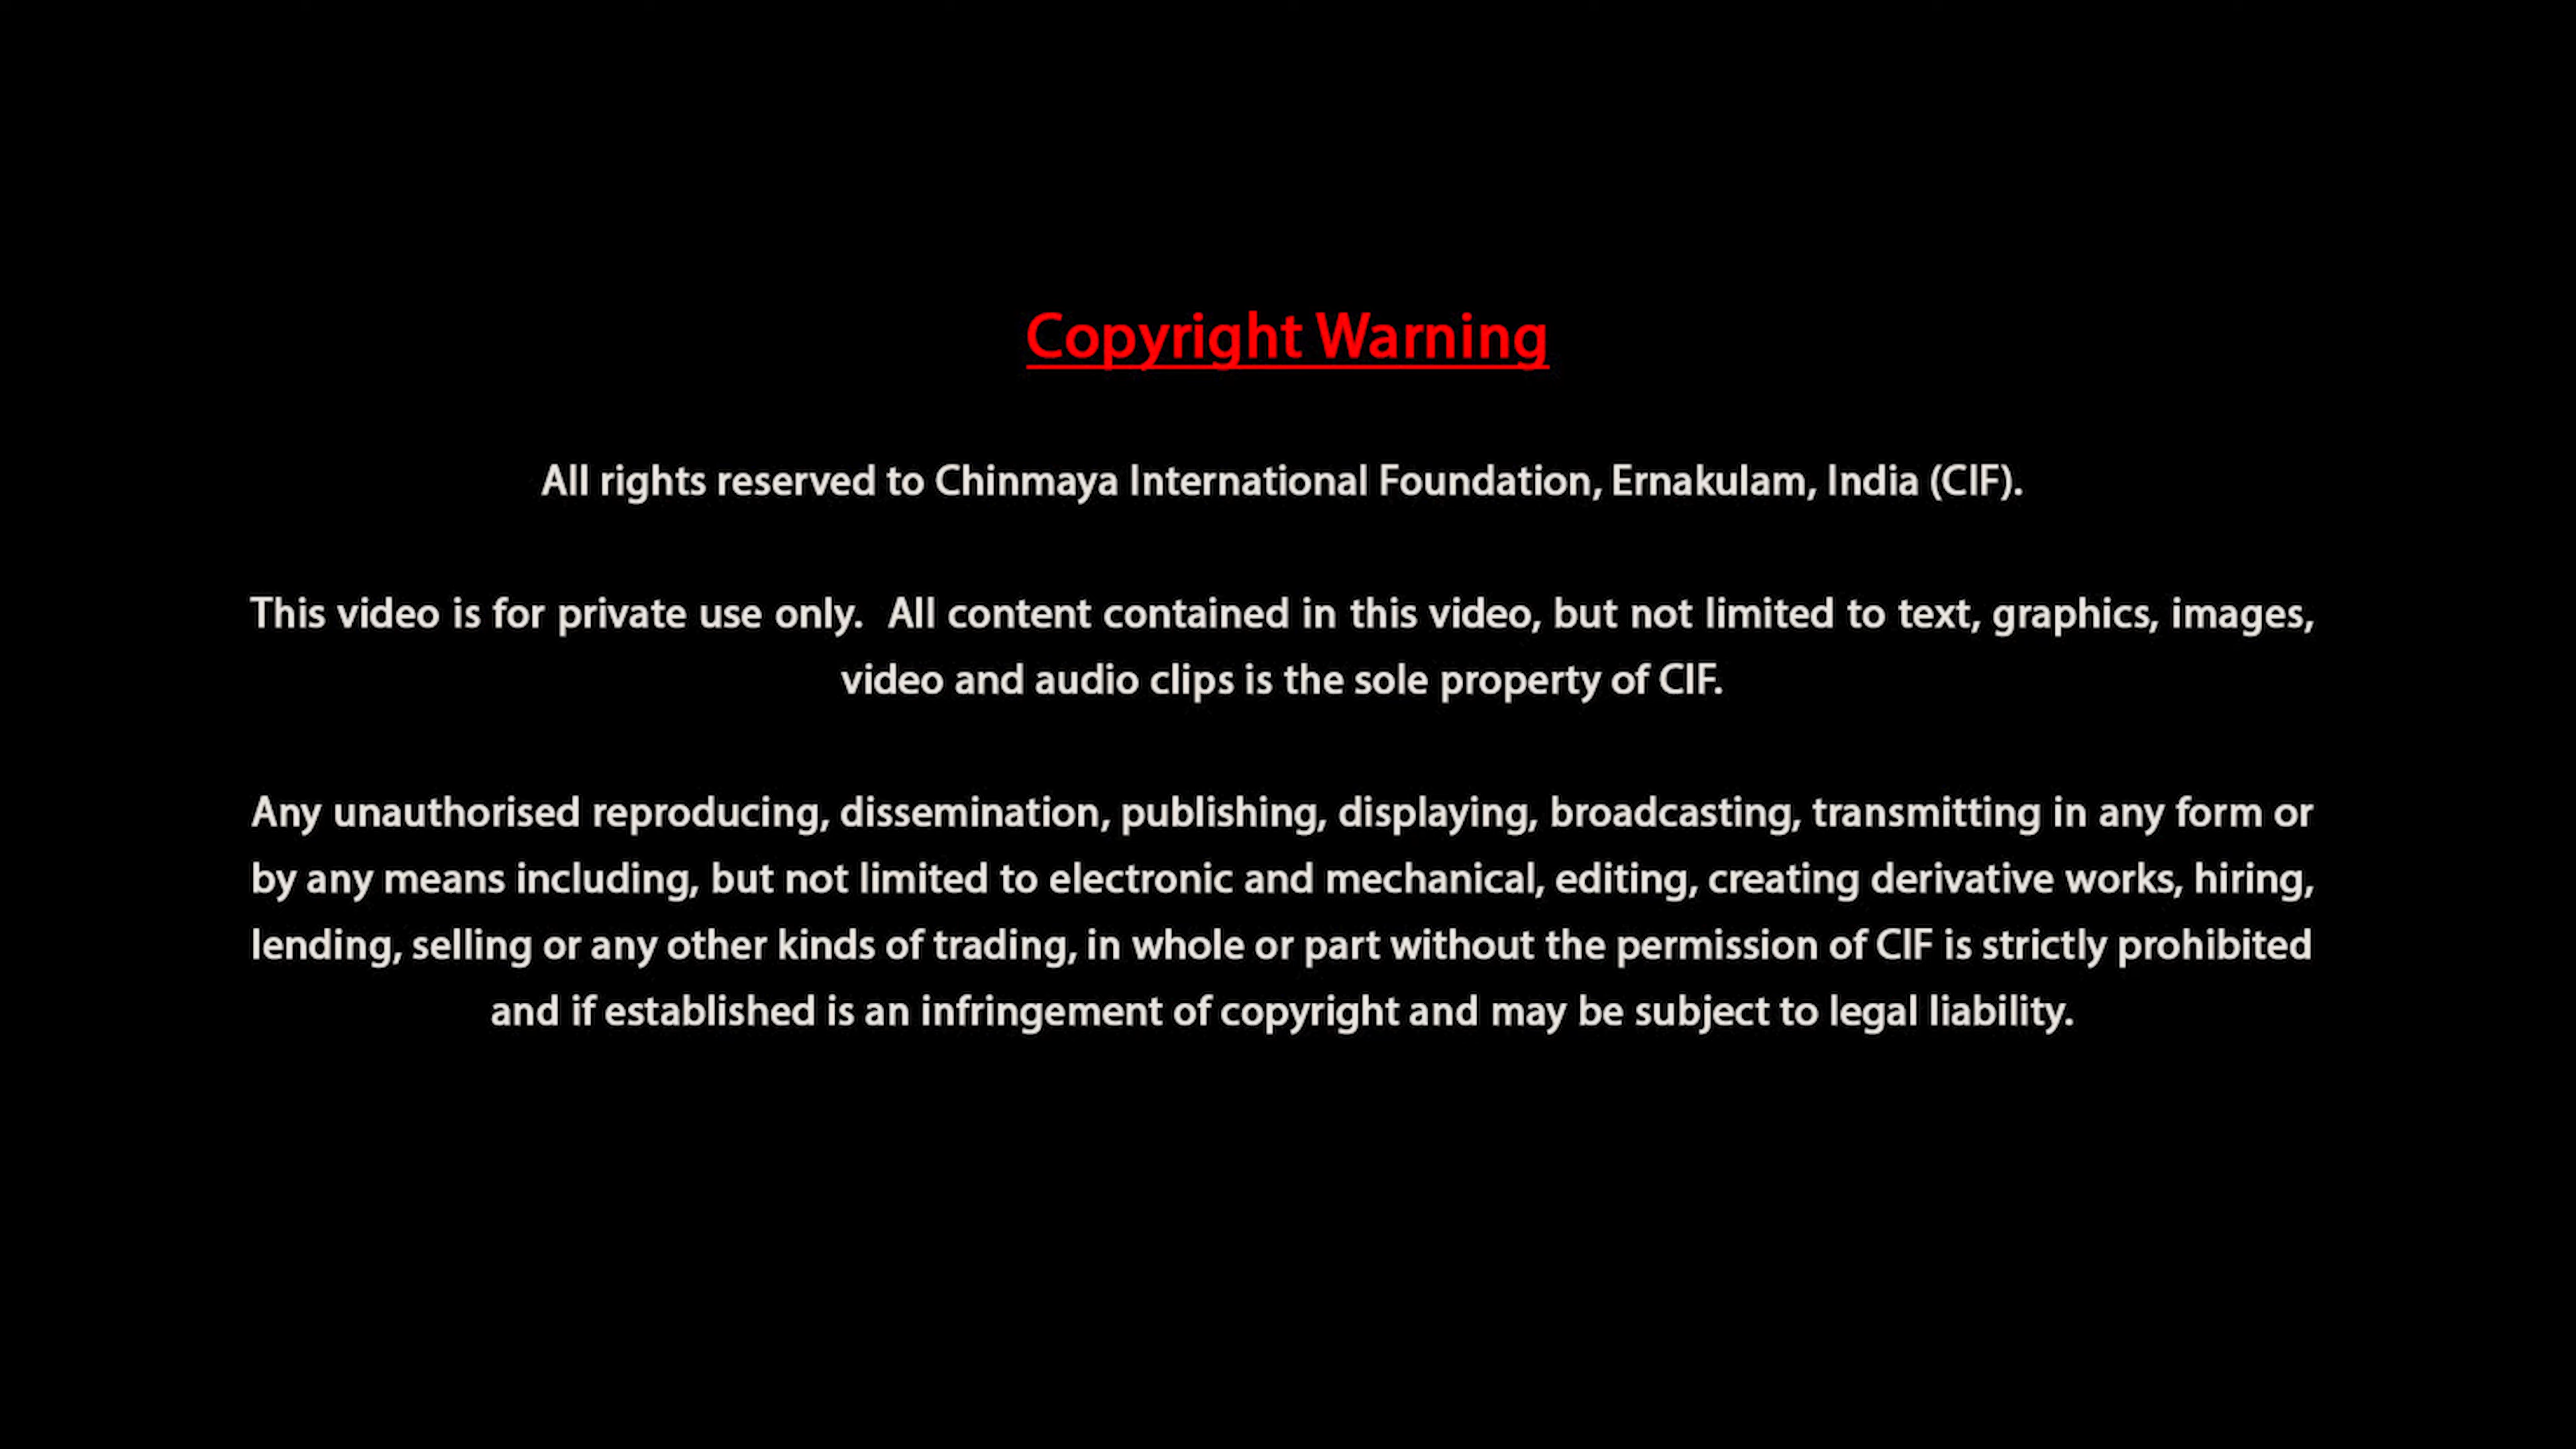 Copyright Warning
All rights reserved to Chinmaya International Foundation, Ernakulam, India (CIF).
This video is for private use only.  All content contained in this video, but not limited to text, graphics, images,
video and audio clips is the sole property of CIF.
Any unauthorised reproducing, dissemination, publishing, displaying, broadcasting, transmitting in any form or
by any means including, but not limited to electronic and mechanical, editing, creating derivative works, hiring,
lending, selling or any other kinds of trading, in whole or part without the permission of CIF is strictly prohibited
and if established is an infringement of copyright and may be subject to legal liability.